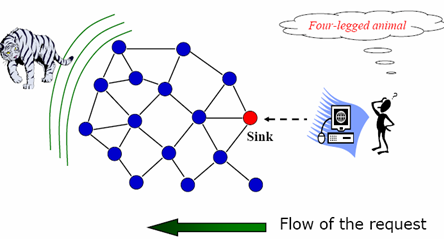 Four-legged animal
?
Sink
Flow of the request